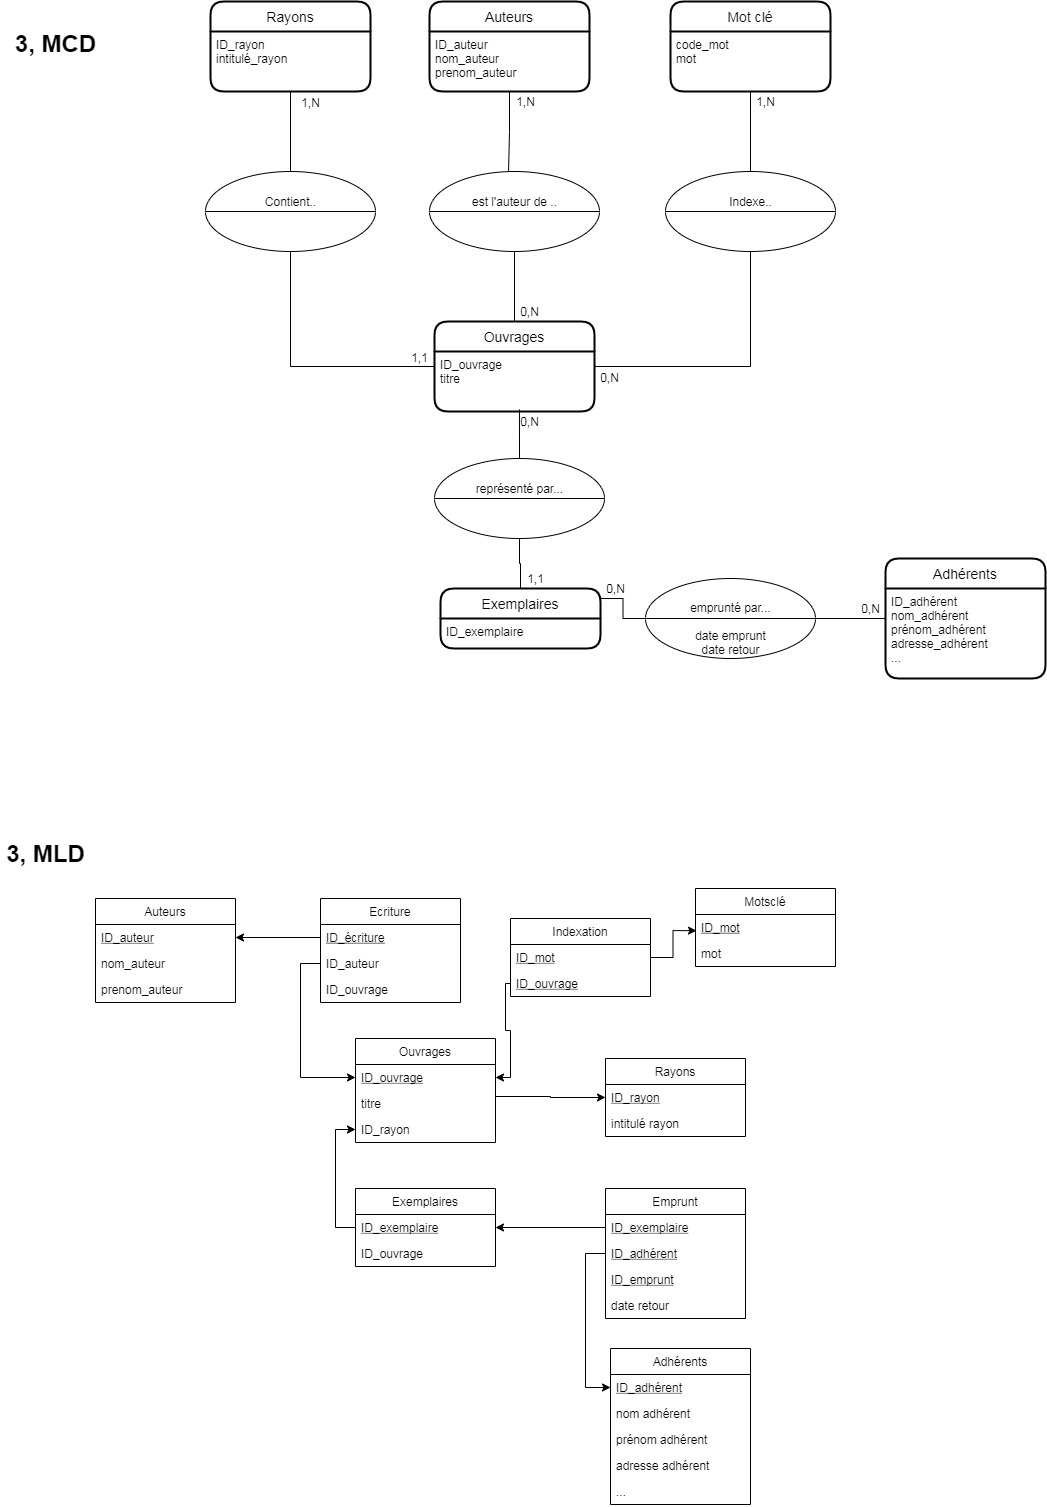 3, MCD
Rayons
ID_rayon
intitulé_rayon
Auteurs
ID_auteur
nom_auteur
prenom_auteur
Mot clé
code_mot
mot
1,N
1,N
1,N
Contient..
est l'auteur de ..
Indexe..
0,N
1,1
Ouvrages
ID_ouvrage
titre
0,N
0,N
représenté par...
1,1
Exemplaires
ID_exemplaire
0,N
emprunté par...
date emprunt
date retour
0,N
Adhérents
ID_adhérent
nom_adhérent
prénom_adhérent
adresse_adhérent
...
3, MLD
Auteurs
ID_auteur
nom_auteur
prenom_auteur
Ecriture
ID_écriture
ID_auteur
ID_ouvrage
Indexation
ID_mot
ID_ouvrage
Motsclé
ID_mot
mot
Ouvrages
ID_ouvrage
titre
ID_rayon
Rayons
ID_rayon
intitulé rayon
Exemplaires
ID_exemplaire
ID_ouvrage
Emprunt
ID_exemplaire
ID_adhérent
ID_emprunt
date retour
Adhérents
ID_adhérent
nom adhérent
prénom adhérent
adresse adhérent
...